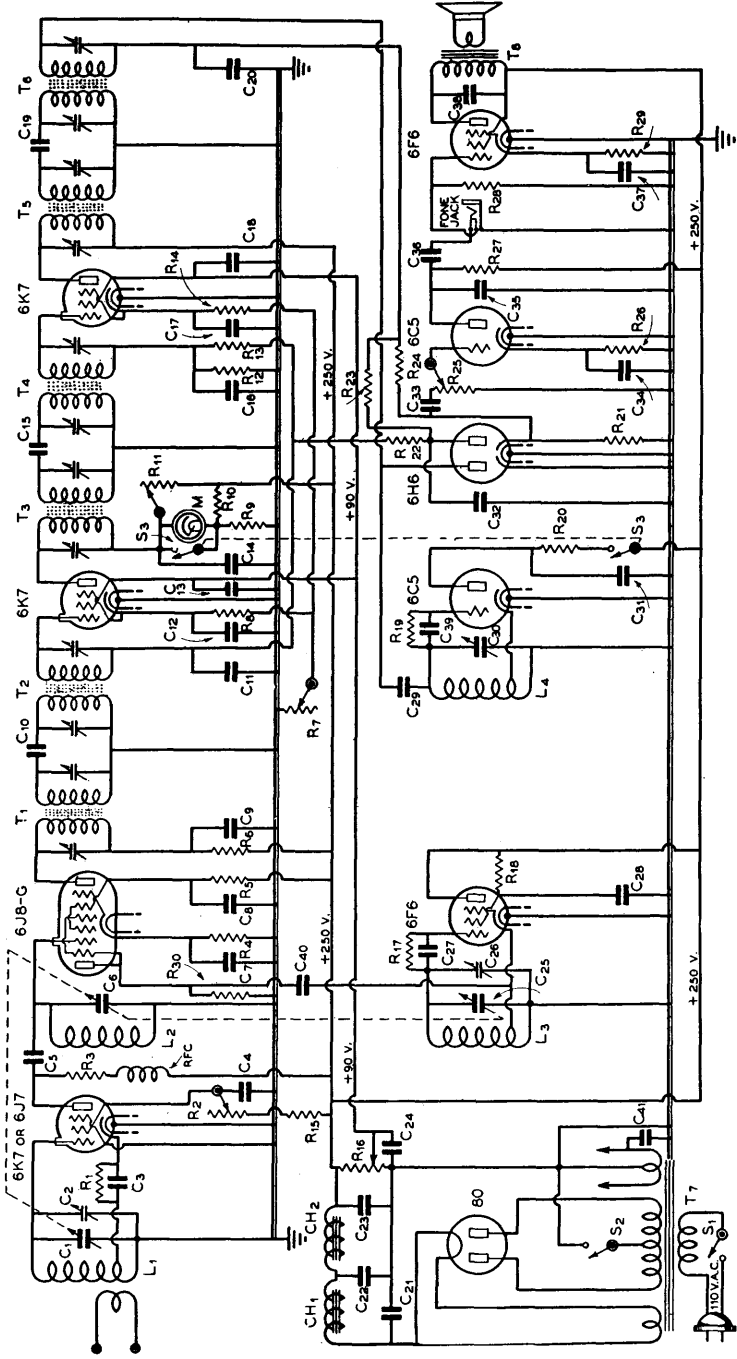 6K7 OR 6J7
C5
6J8-G
T1
C10
T2
6K7
T3
C15
T4
6K7
T5
C19
T6
C1
C2
R1
C3
L1
R3
RFC
R2
C4
L2
C6
R30
C7
R4
C8
R5
R6
C9
C11
C12
R8
C13
C14
S3
M
R9
R10
R11
C16
R12
R13
C17
R14
C18
C20
R7
R15
C40
+250 V.
+250 V.
+90 V.
+90 V.
CH1
CH2
C22
C23
R16
C24
C21
80
S2
C41
T7
S1
110 V.A.C.
R17
C27
6F6
C26
C25
L3
R18
C28
+250 V.
C29
R19
C39
C30
6C5
L4
R20
S3
C31
R23
R22
6H6
C32
R21
C33
R24
R25
6C5
C34
R26
C35
R27
C36
FONE JACK
R28
6F6
C38
T8
C37
R29
+250 V.